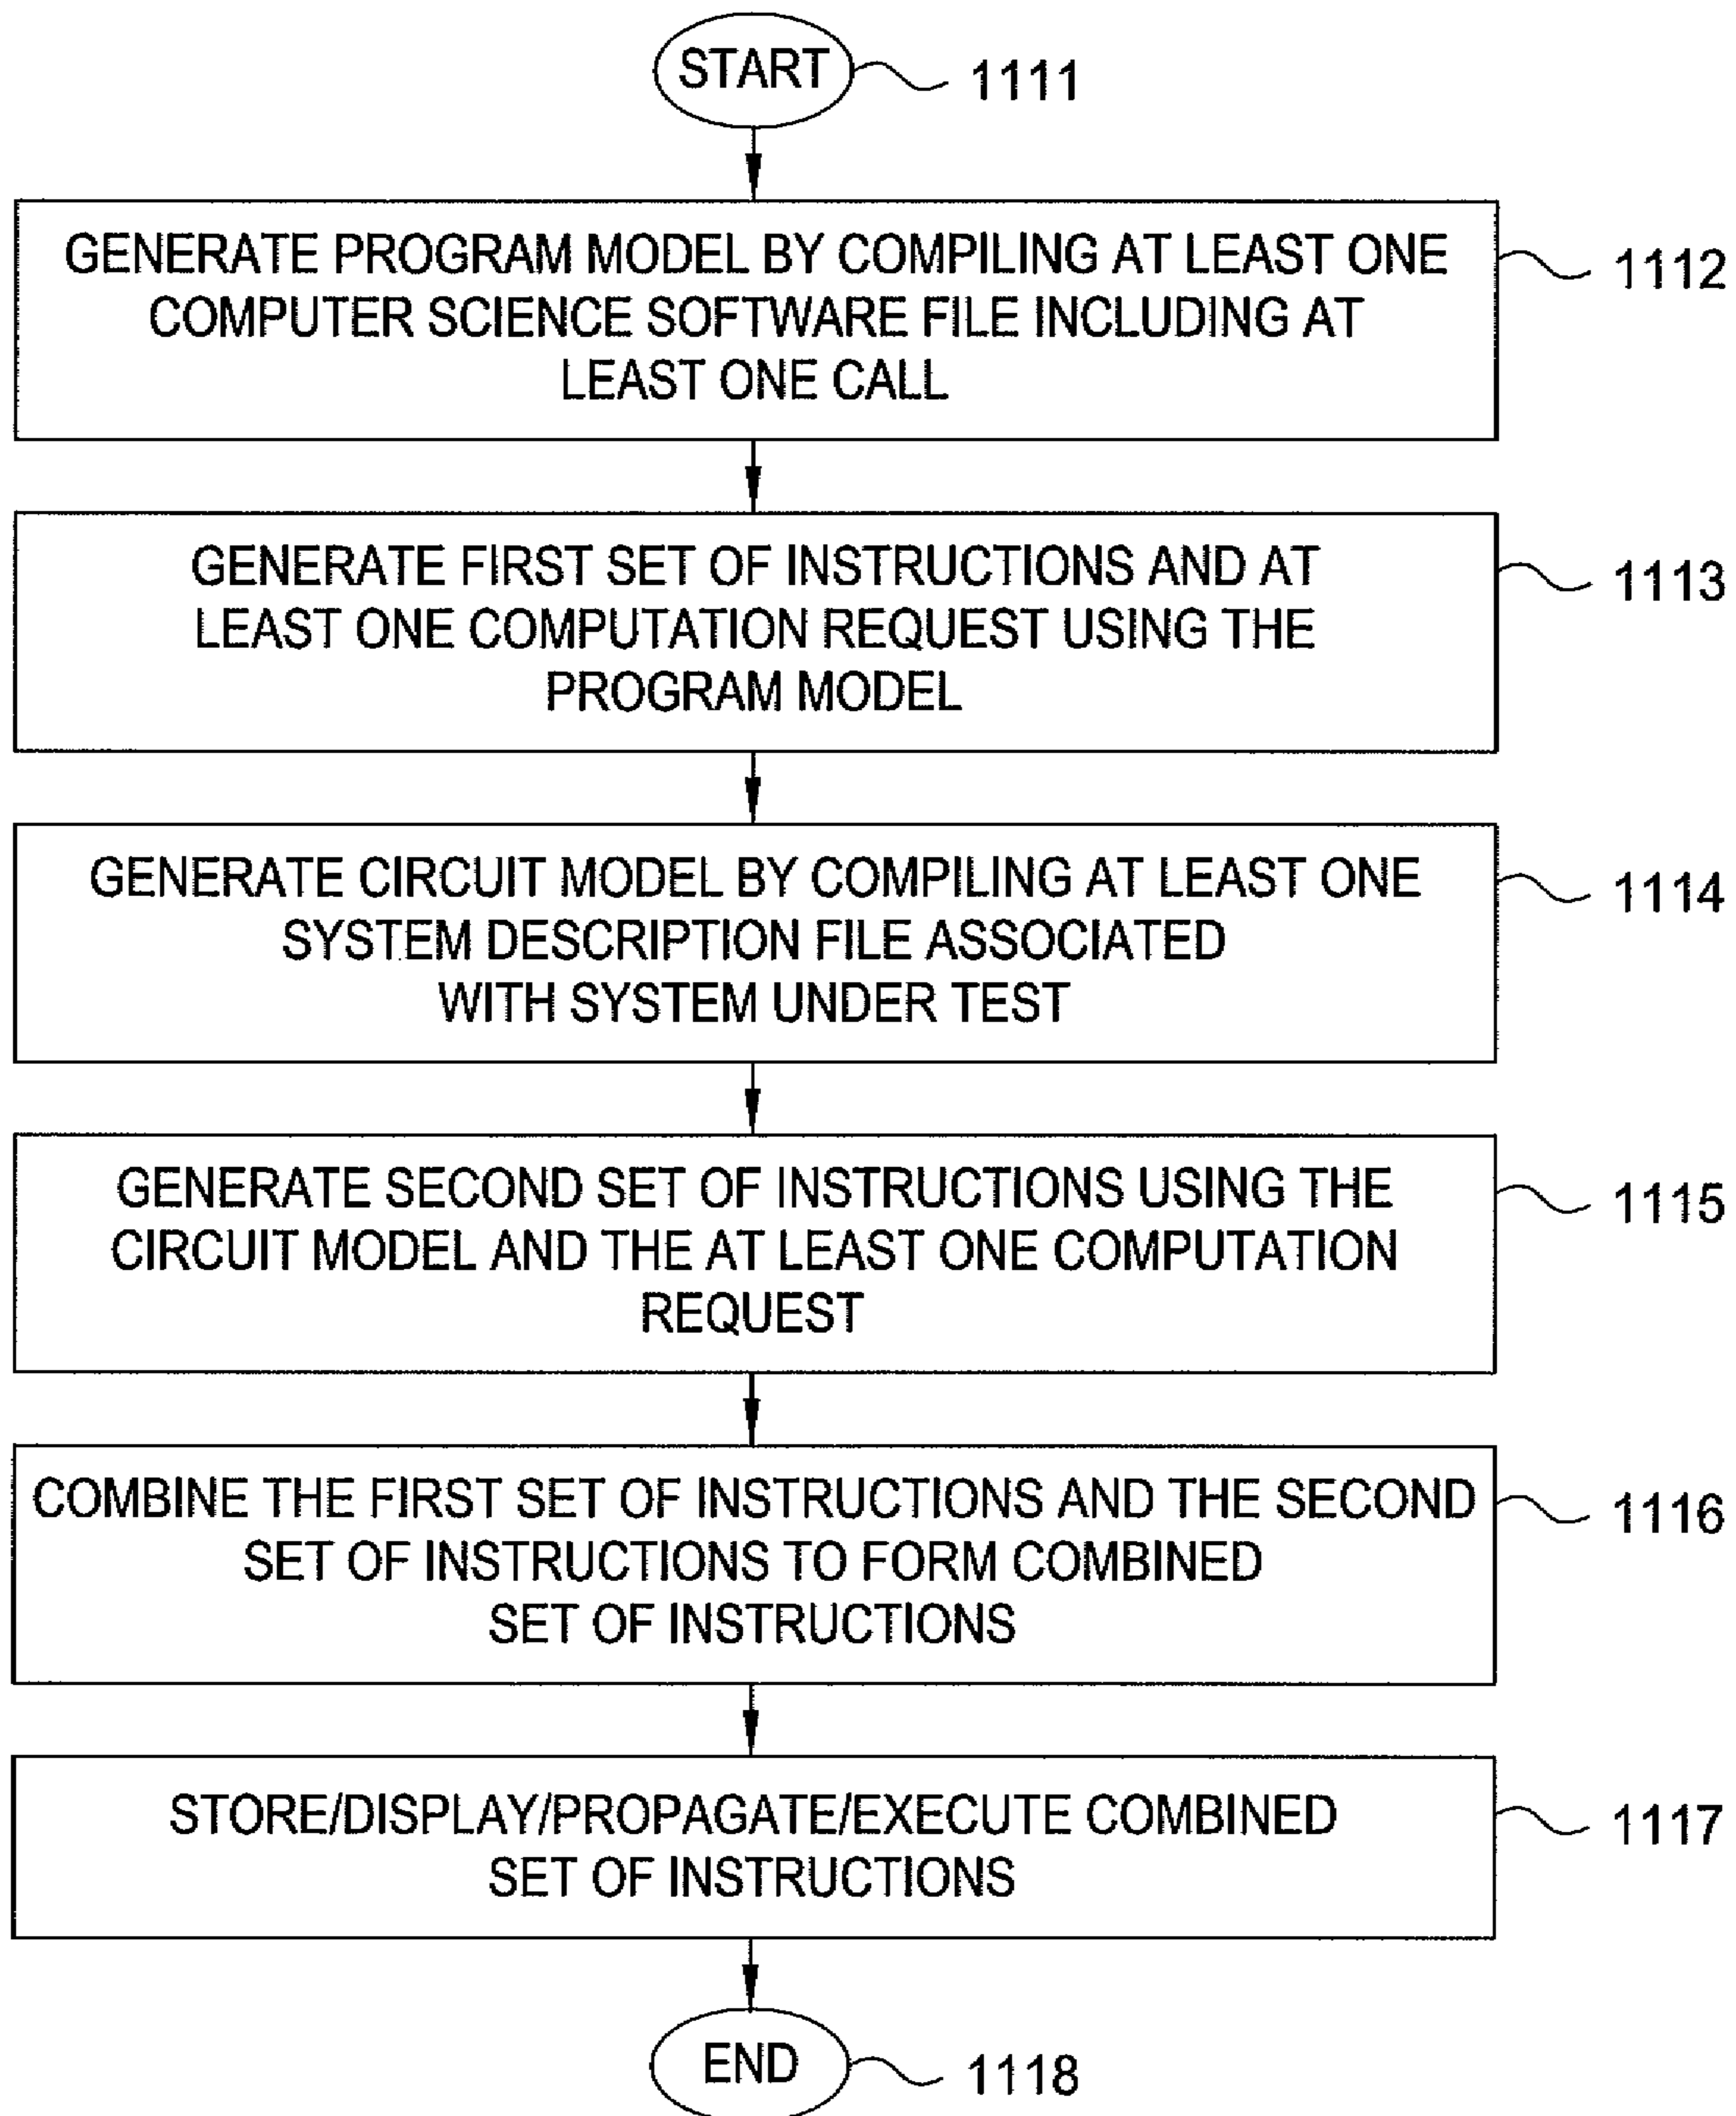 START
1111
GENERATE PROGRAM MODEL BY COMPILING AT LEAST ONE
COMPUTER SCIENCE SOFTWARE FILE INCLUDING AT
LEAST ONE CALL
1112
GENERATE FIRST SET OF INSTRUCTIONS AND AT
LEAST ONE COMPUTATION REQUEST USING THE
PROGRAM MODEL
1113
GENERATE CIRCUIT MODEL BY COMPILING AT LEAST ONE
SYSTEM DESCRIPTION FILE ASSOCIATED
WITH SYSTEM UNDER TEST
1114
GENERATE SECOND SET OF INSTRUCTIONS USING THE
CIRCUIT MODEL AND THE AT LEAST ONE COMPUTATION
REQUEST
1115
COMBINE THE FIRST SET OF INSTRUCTIONS AND THE SECOND
SET OF INSTRUCTIONS TO FORM COMBINED
SET OF INSTRUCTIONS
1116
STORE/DISPLAY/PROPAGATE/EXECUTE COMBINED
SET OF INSTRUCTIONS
1117
END
1118